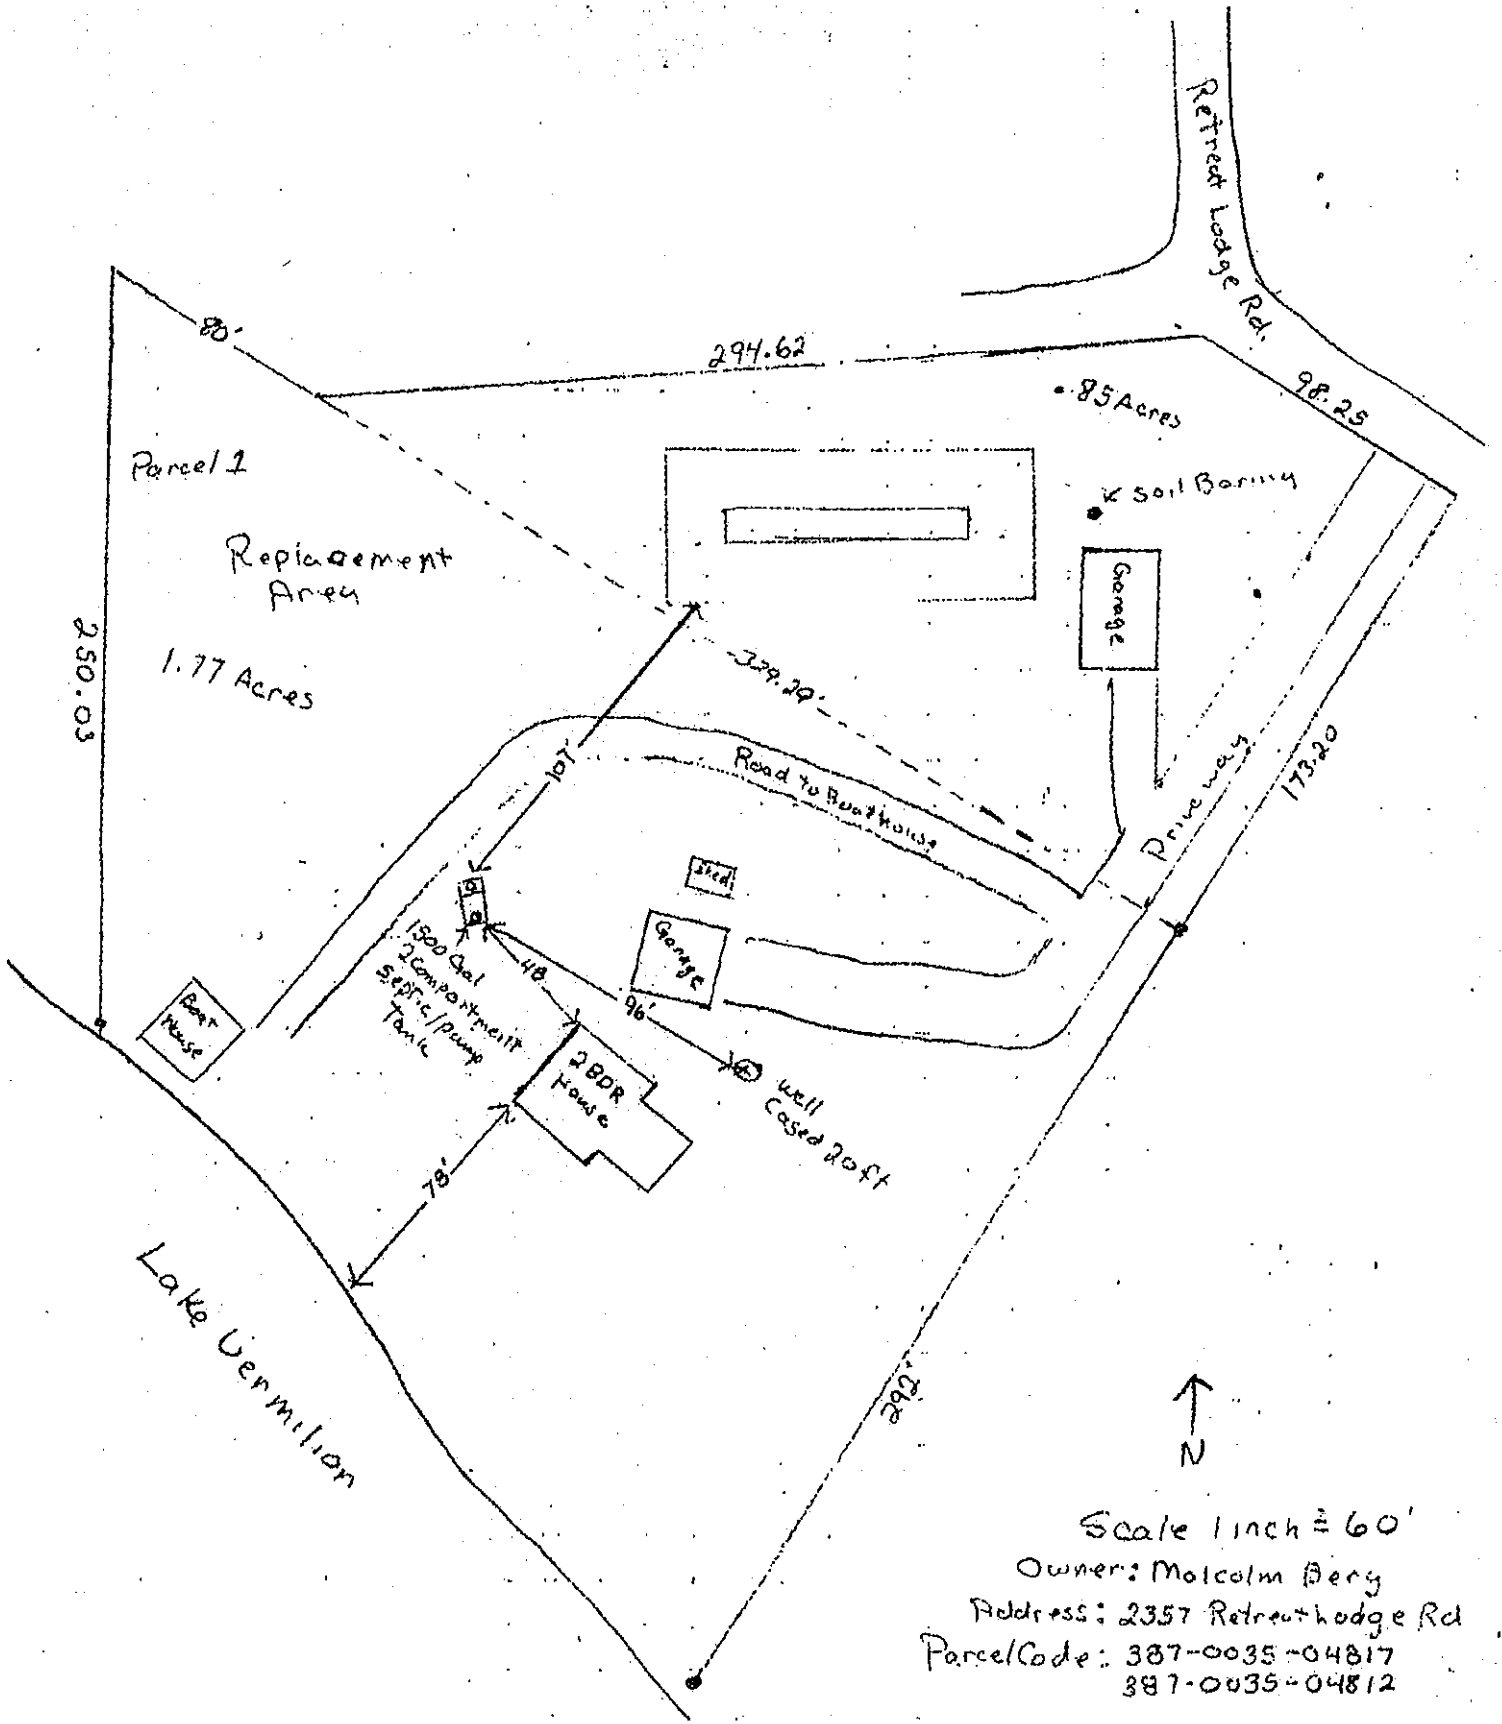 Retreat Lodge Rd.
80'
294.62
98.25
.85 Acres
Parcel 1
Soil Boring
Replacement
Area
Garage
250.03
1.77 Acres
173.20
107'
Road to Boathouse
Driveway
Shed
Garage
1500 Gal
2 compartment
septic/pump
Tank
48
96'
Boat
House
2 BDR
House
well
Cased 20 ft
78'
Lake Vermilion
292'
N
Scale 1 inch = 60'
Owner: Malcolm Berg
Address: 2357 Retreat Lodge Rd
Parcel Code: 387-0035-04817
387-0035-04812